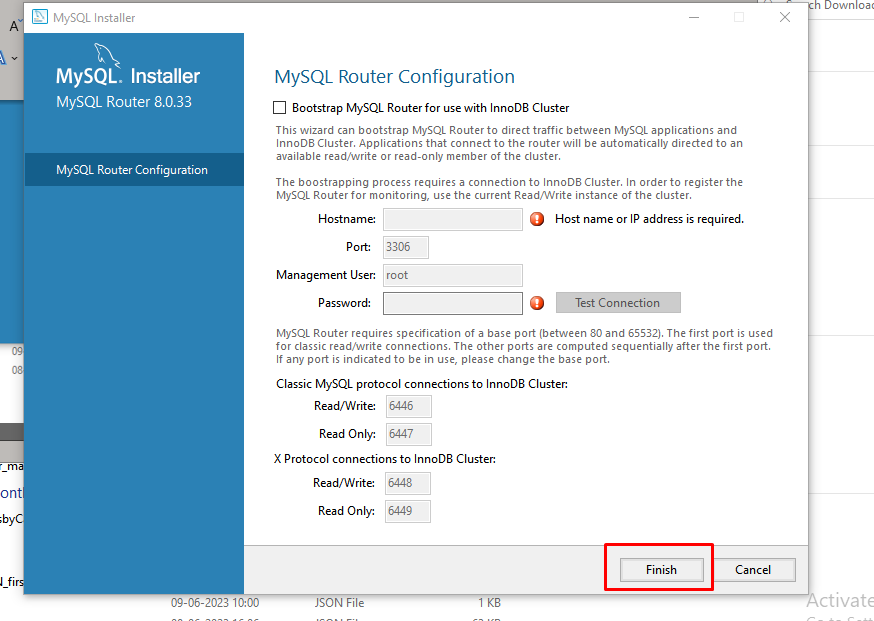 MySQL Installer
ch Download
A
MySQL. Installer
MySQL Router 8.0.33
MySQL Router Configuration
MySQL Router Configuration
Bootstrap MySQL Router for use with InnoDB Cluster
This wizard can bootstrap MySQL Router to direct traffic between MySQL applications and
InnoDB Cluster. Applications that connect to the router will be automatically directed to an
available read/write or read-only member of the cluster.
The boostrapping process requires a connection to InnoDB Cluster. In order to register the
MySQL Router for monitoring, use the current Read/Write instance of the cluster.
Hostname: Host name or IP address is required.
Port: 3306
Management User: root
Password: Test Connection
MySQL Router requires specification of a base port (between 80 and 65532). The first port is used
for classic read/write connections. The other ports are computed sequentially after the first port.
If any port is indicated to be in use, please change the base port.
Classic MySQL protocol connections to InnoDB Cluster:
Read/Write: 6446
Read Only: 6447
X Protocol connections to InnoDB Cluster:
Read/Write: 6448
Read Only: 6449
Finish Cancel
09-
08-
r_ma
ont
sbyC
_firs
09-06-2023 10:00 JSON File 1 KB
Activate